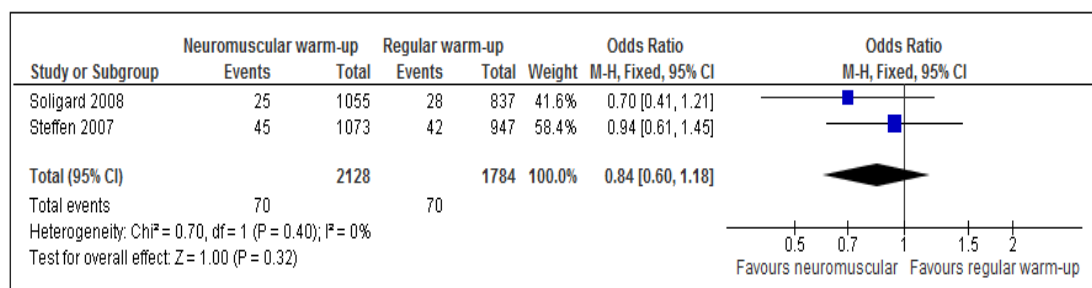 Neuromuscular warm-up Regular warm-up Odds Ratio Odds Ratio
Study or Subgroup Events Total Events Total Weight M-H, Fixed, 95% CI M-H, Fixed, 95% CI
Soligard 2008 25 1055 28 837 41.6% 0.70 [0.41, 1.21]
Steffen 2007 45 1073 42 947 58.4% 0.94 [0.61, 1.45]
Total (95% CI) 2128 1784 100.0% 0.84 [0.60, 1.18]
Total events 70 70
Heterogeneity: Chi² = 0.70, df = 1 (P = 0.40); I² = 0%
Test for overall effect: Z = 1.00 (P = 0.32)
0.5 0.7 1 1.5 2
Favours neuromuscular Favours regular warm-up